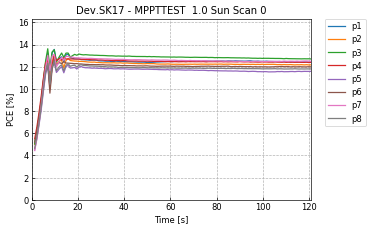 Dev.SK17 - MPPTTEST 1.0 Sun Scan 0
16
14
12
10
8
6
4
2
0
PCE [%]
0 20 40 60 80 100 120
Time [s]
p1
p2
p3
p4
p5
p6
p7
p8